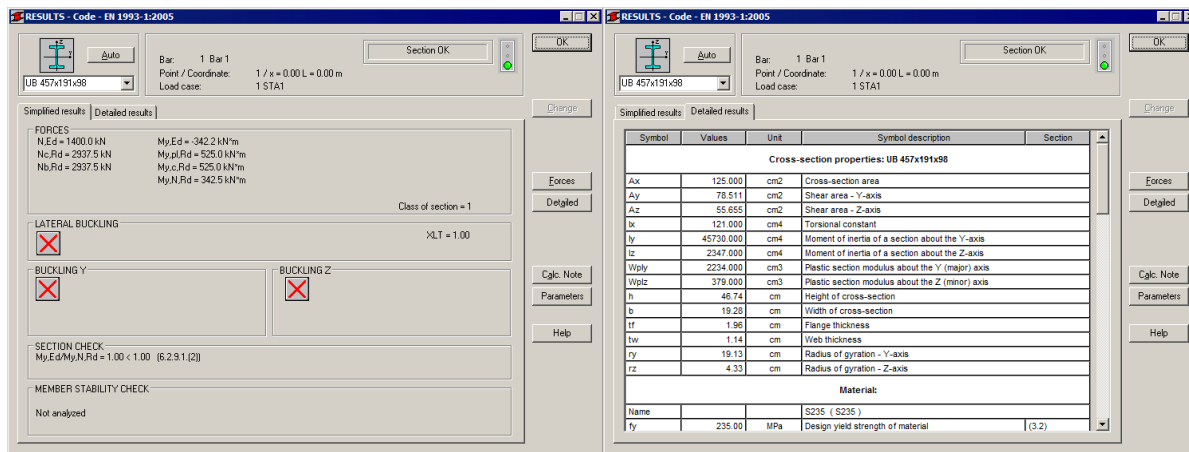 RESULTS - Code - EN 1993-1:2005
Auto
UB 457x191x98
Bar: 1 Bar 1
Point / Coordinate: 1 / x = 0.00 L = 0.00 m
Load case: 1 STA1
Section OK
OK
Simplified results Detailed results
Change
FORCES
N,Ed = 1400.0 kN My,Ed = -342.2 kN*m
Nc,Rd = 2937.5 kN My,pl,Rd = 525.0 kN*m
Nb,Rd = 2937.5 kN My,c,Rd = 525.0 kN*m
My,N,Rd = 342.5 kN*m
Class of section = 1
Forces
Detailed
LATERAL BUCKLING
XLT = 1.00
BUCKLING Y BUCKLING Z
Calc. Note
Parameters
Help
SECTION CHECK
My,Ed/My,N,Rd = 1.00 < 1.00 (6.2.9.1.(2))
MEMBER STABILITY CHECK
Not analyzed
RESULTS - Code - EN 1993-1:2005
Auto
UB 457x191x98
Bar: 1 Bar 1
Point / Coordinate: 1 / x = 0.00 L = 0.00 m
Load case: 1 STA1
Section OK
OK
Simplified results Detailed results
Change
Symbol Values Unit Symbol description Section
Cross-section properties: UB 457x191x98
Ax 125.000 cm2 Cross-section area
Ay 78.511 cm2 Shear area - Y-axis
Az 55.655 cm2 Shear area - Z-axis
Ix 121.000 cm4 Torsional constant
Iy 45730.000 cm4 Moment of inertia of a section about the Y-axis
Iz 2347.000 cm4 Moment of inertia of a section about the Z-axis
Wply 2234.000 cm3 Plastic section modulus about the Y (major) axis
Wplz 379.000 cm3 Plastic section modulus about the Z (minor) axis
h 46.74 cm Height of cross-section
b 19.28 cm Width of cross-section
tf 1.96 cm Flange thickness
tw 1.14 cm Web thickness
ry 19.13 cm Radius of gyration - Y-axis
rz 4.33 cm Radius of gyration - Z-axis
Material:
Name S235 ( S235 )
fy 235.00 MPa Design yield strength of material (3.2)
Forces
Detailed
Calc. Note
Parameters
Help